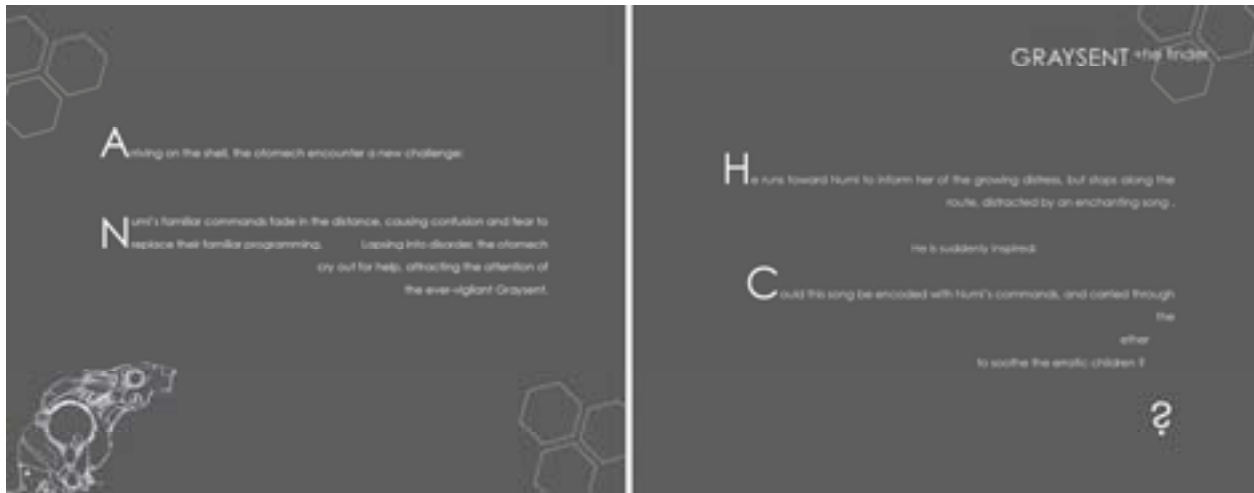 Arriving on the shell, the otomech encounter a new challenge:
Numi's familiar commands fade in the distance, causing confusion and fear to
replace their familiar programming. Lapsing into disorder, the otomech
cry out for help, attracting the attention of
the ever-vigilant Graysent.
GRAYSENT the finder
He runs toward Numi to inform her of the growing distress, but stops along the
route, distracted by an enchanting song .
He is suddenly inspired:
Could this song be encoded with Numi's commands, and carried through
the
ether
to soothe the erratic children ?
?